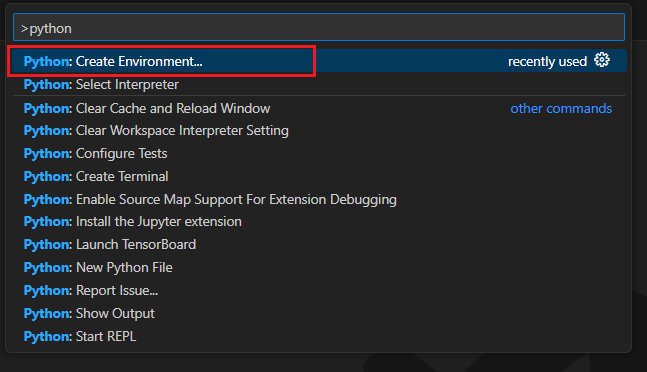 >python
Python: Create Environment... recently used
Python: Select Interpreter
Python: Clear Cache and Reload Window other commands
Python: Clear Workspace Interpreter Setting
Python: Configure Tests
Python: Create Terminal
Python: Enable Source Map Support For Extension Debugging
Python: Install the Jupyter extension
Python: Launch TensorBoard
Python: New Python File
Python: Report Issue...
Python: Show Output
Python: Start REPL